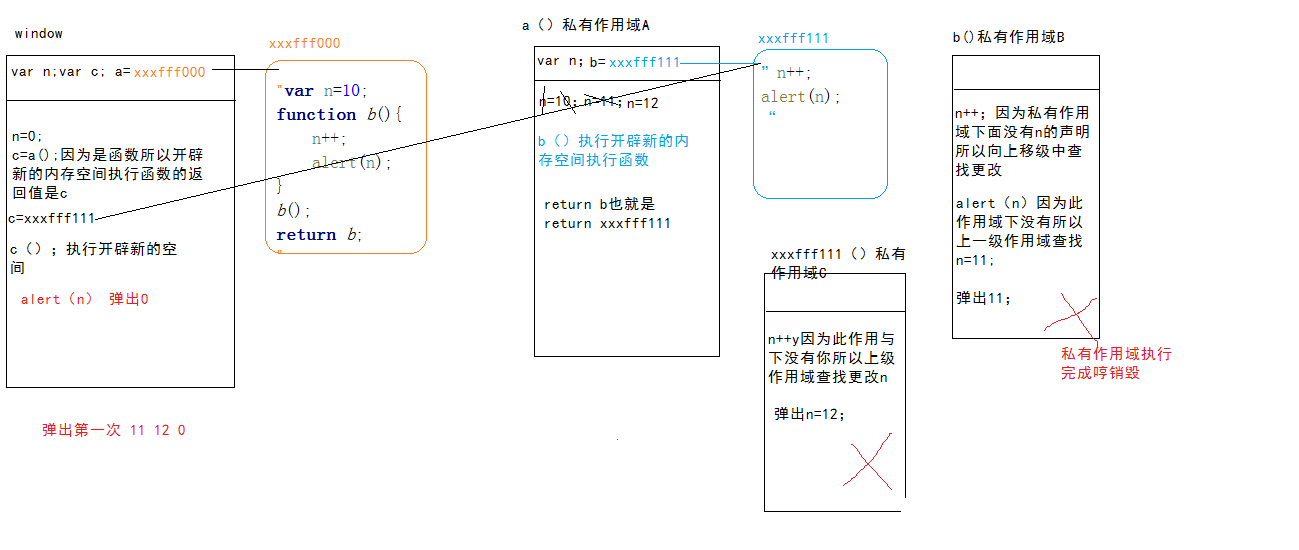 window
var n;var c; a=xxxfff000
n=0;
c=a();因为是函数所以开辟
新的内存空间执行函数的返
回值是c
c=xxxfff111
c（）；执行开辟新的空
间
alert（n） 弹出0
弹出第一次 11 12 0
xxxfff000
"var n=10;
function b(){
n++;
alert(n);
}
b();
return b;
"
a（）私有作用域A
var n；b=xxxfff111
n=10；n=11；n=12
b（）执行开辟新的内
存空间执行函数
return b也就是
return xxxfff111
xxxfff111
” n++;
alert(n);
“
xxxfff111（）私有
作用域C
n++y因为此作用与
下没有你所以上级
作用域查找更改n
弹出n=12；
b()私有作用域B
n++；因为私有作用
域下面没有n的声明
所以向上移级中查
找更改
alert（n）因为此
作用域下没有所以
上一级作用域查找
n=11;
弹出11；
私有作用域执行
完成哼销毁